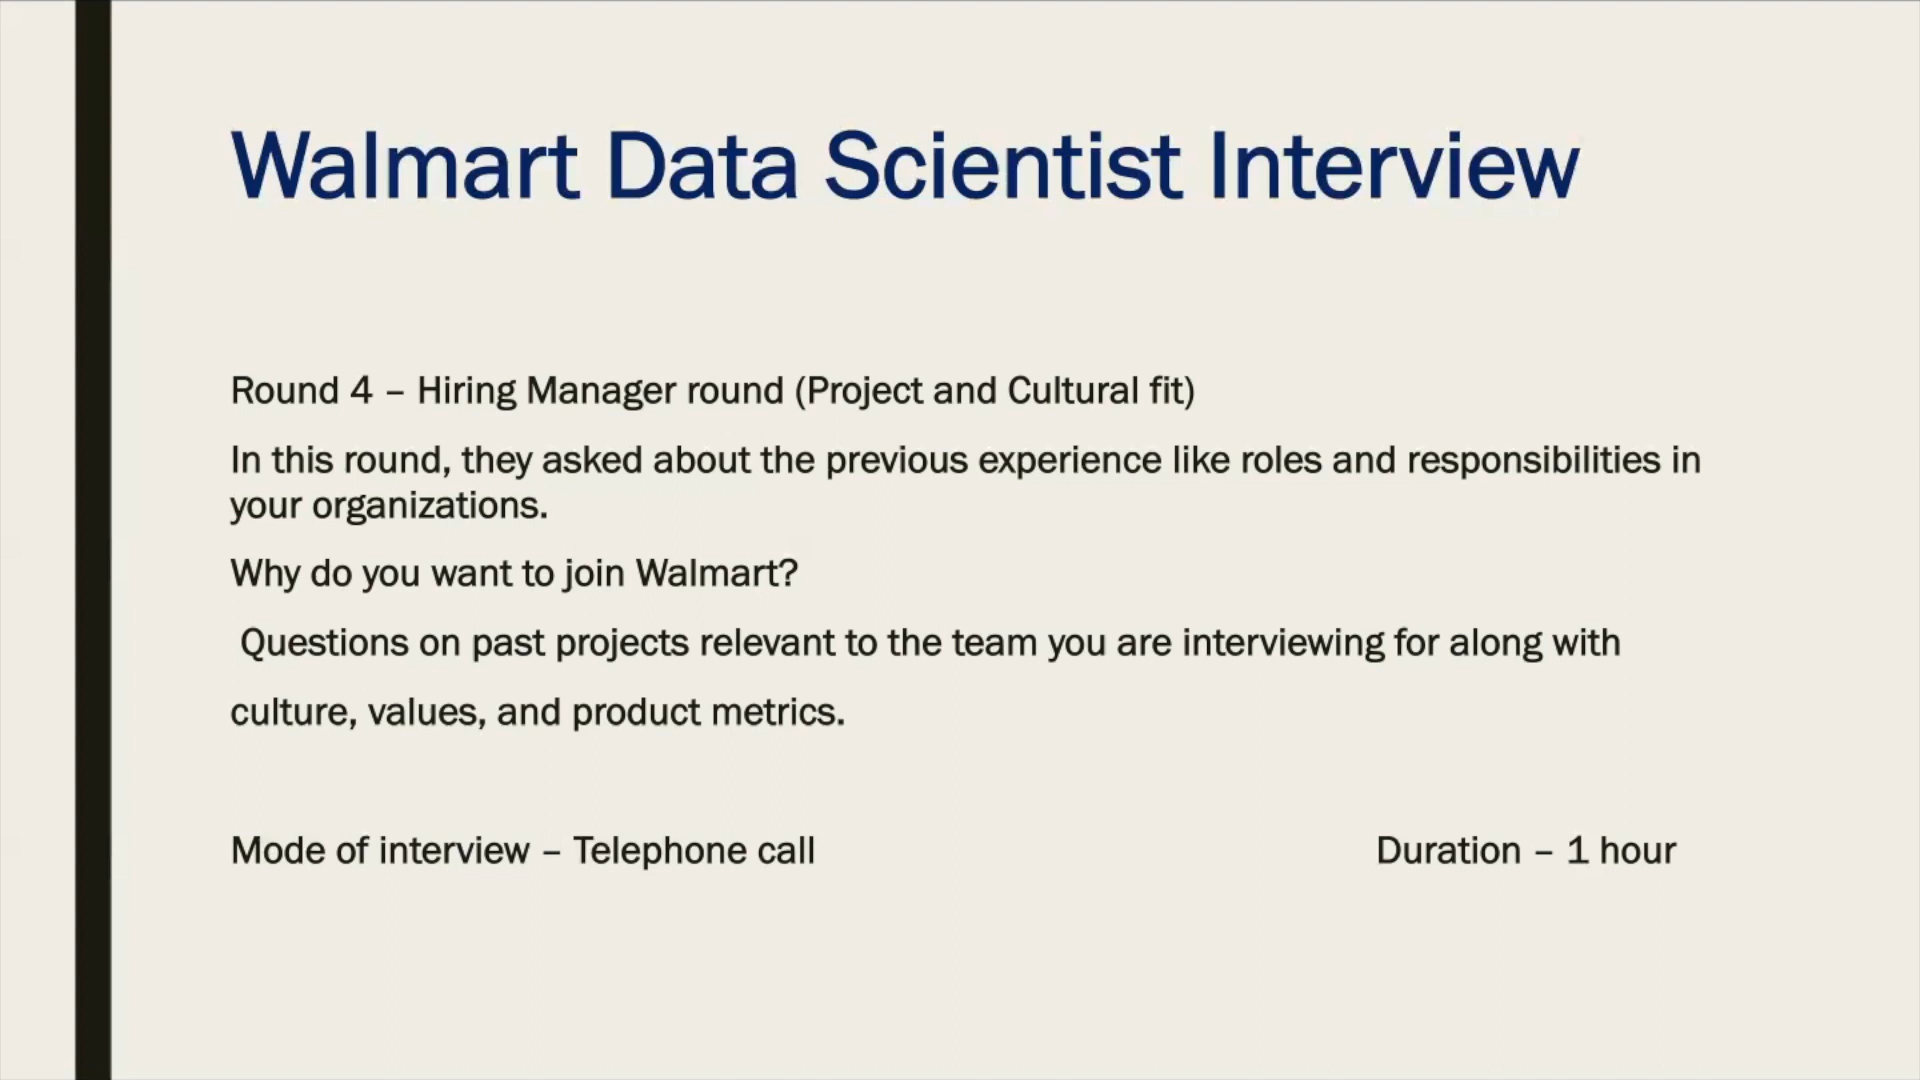 Walmart Data Scientist Interview
Round 4 – Hiring Manager round (Project and Cultural fit)
In this round, they asked about the previous experience like roles and responsibilities in
your organizations.
Why do you want to join Walmart?
Questions on past projects relevant to the team you are interviewing for along with
culture, values, and product metrics.
Mode of interview – Telephone call Duration – 1 hour